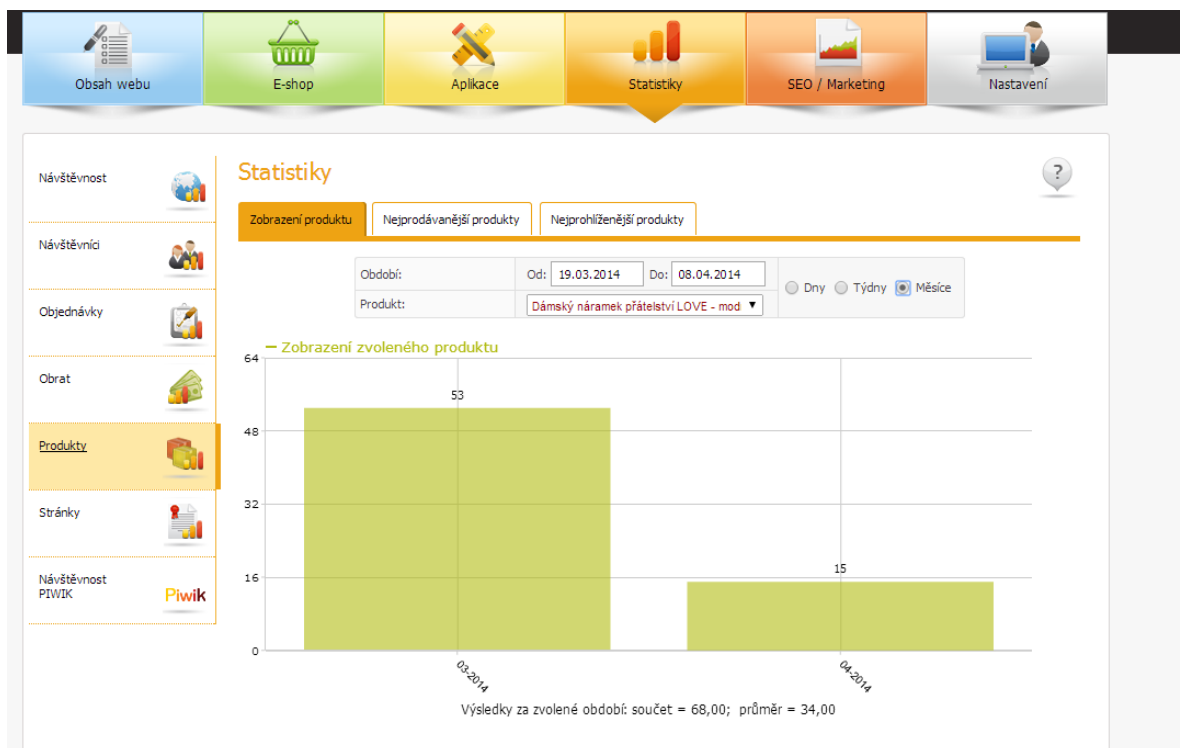 Obsah webu
E-shop
Aplikace
Statistiky
SEO / Marketing
Nastavení
Návštěvnost
Návštěvníci
Objednávky
Obrat
Produkty
Stránky
Návštěvnost
PIWIK
Piwik
Statistiky
?
Zobrazení produktu
Nejprodávanější produkty
Nejprohlíženější produkty
Období:
Od: 19.03.2014 Do: 08.04.2014
Dny Týdny Měsíce
Produkt:
Dámský náramek přátelství LOVE - mod
Zobrazení zvoleného produktu
64
53
48
32
16
15
0
03-2014
04-2014
Výsledky za zvolené období: součet = 68,00; průměr = 34,00